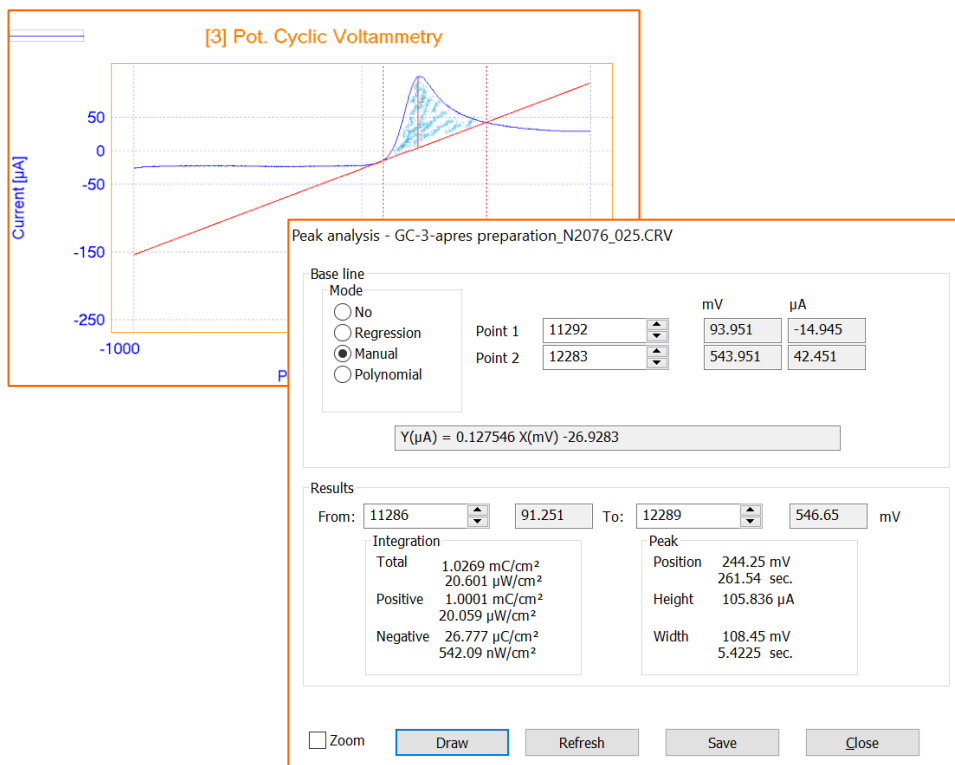 [3] Pot. Cyclic Voltammetry
50
0
-50
-150
-250
-1000
Current [µA]
P
Peak analysis - GC-3-apres preparation_N2076_025.CRV
Base line
Mode
No
Regression
Manual
Polynomial
mV µA
Point 1 11292 93.951 -14.945
Point 2 12283 543.951 42.451
Y(µA) = 0.127546 X(mV) -26.9283
Results
From: 11286 91.251 To: 12289 546.65 mV
Integration
Total 1.0269 mC/cm²
20.601 µW/cm²
Positive 1.0001 mC/cm²
20.059 µW/cm²
Negative 26.777 µC/cm²
542.09 nW/cm²
Peak
Position 244.25 mV
261.54 sec.
Height 105.836 µA
Width 108.45 mV
5.4225 sec.
Zoom Draw Refresh Save Close